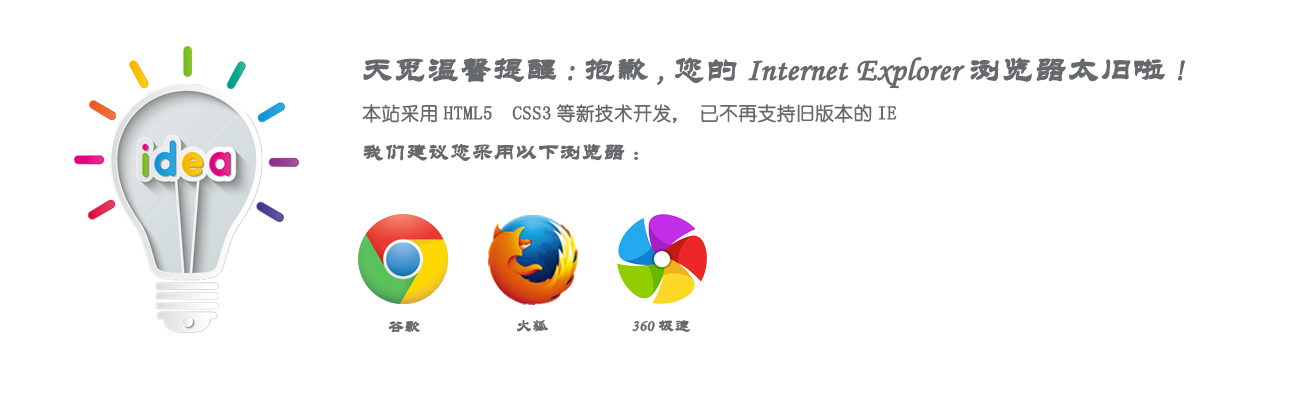 天觅温馨提醒：抱歉，您的 Internet Explorer 浏览器太旧啦！
本站采用 HTML5  CSS3 等新技术开发， 已不再支持旧版本的 IE
我们建议您采用以下浏览器：
idea
谷歌
火狐
360 极速